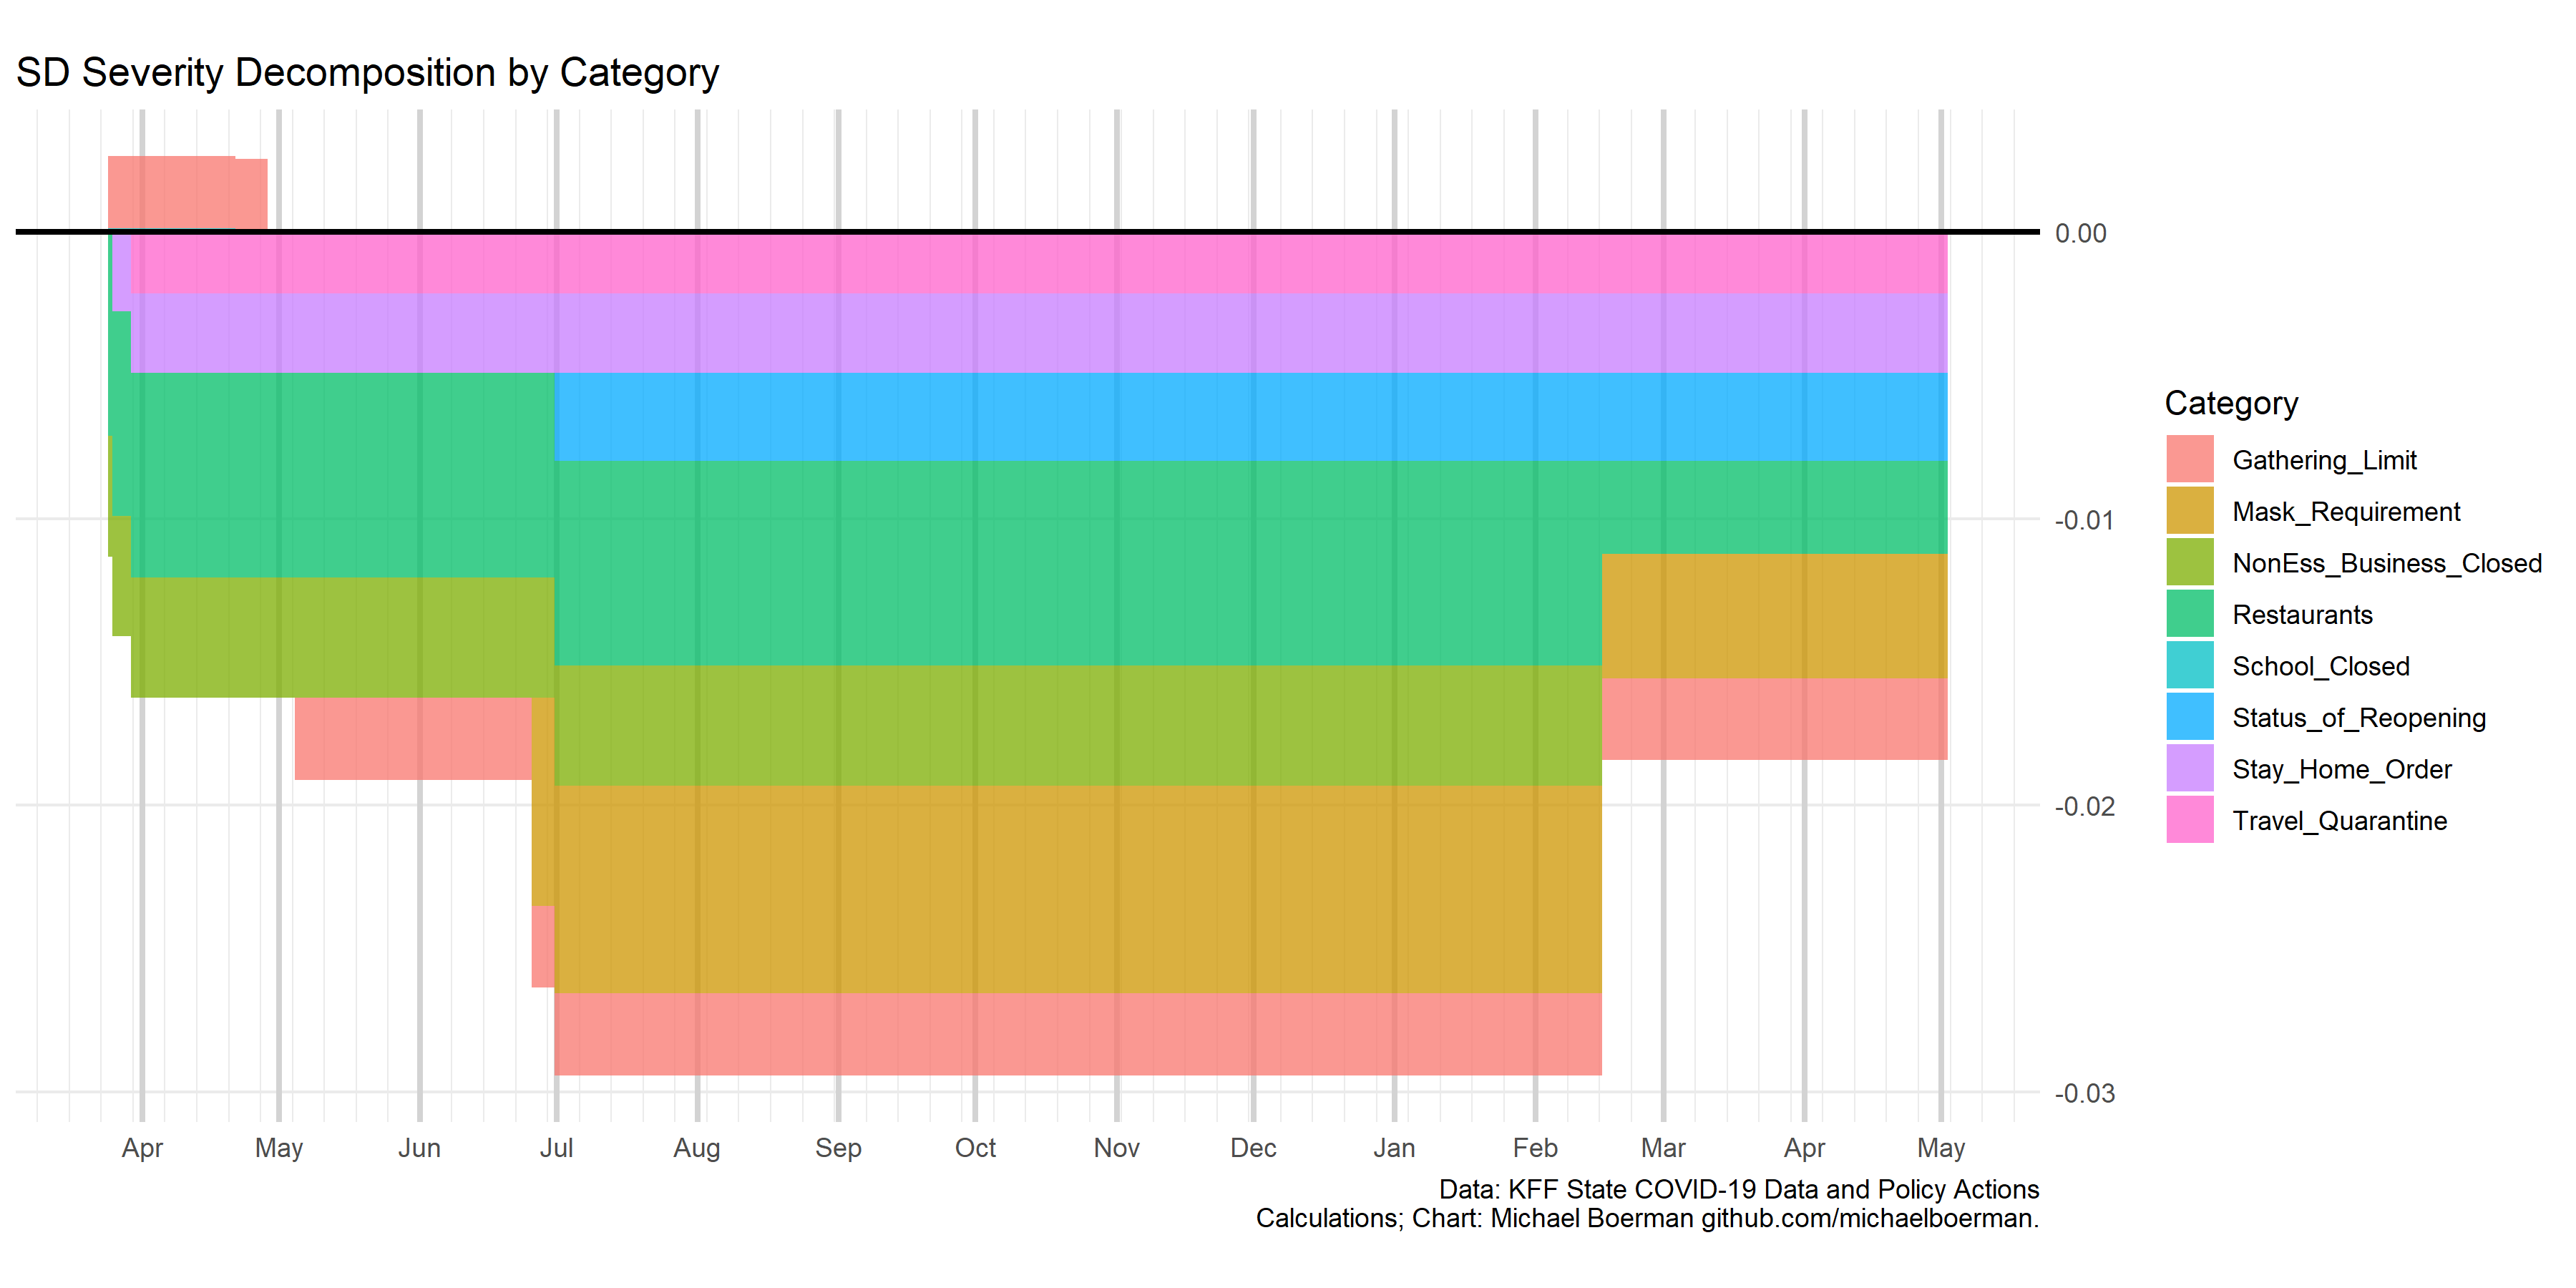 SD Severity Decomposition by Category
0.00
-0.01
-0.02
-0.03
Category
Gathering_Limit
Mask_Requirement
NonEss_Business_Closed
Restaurants
School_Closed
Status_of_Reopening
Stay_Home_Order
Travel_Quarantine
Apr May Jun Jul Aug Sep Oct Nov Dec Jan Feb Mar Apr May
Data: KFF State COVID-19 Data and Policy Actions
Calculations; Chart: Michael Boerman github.com/michaelboerman.